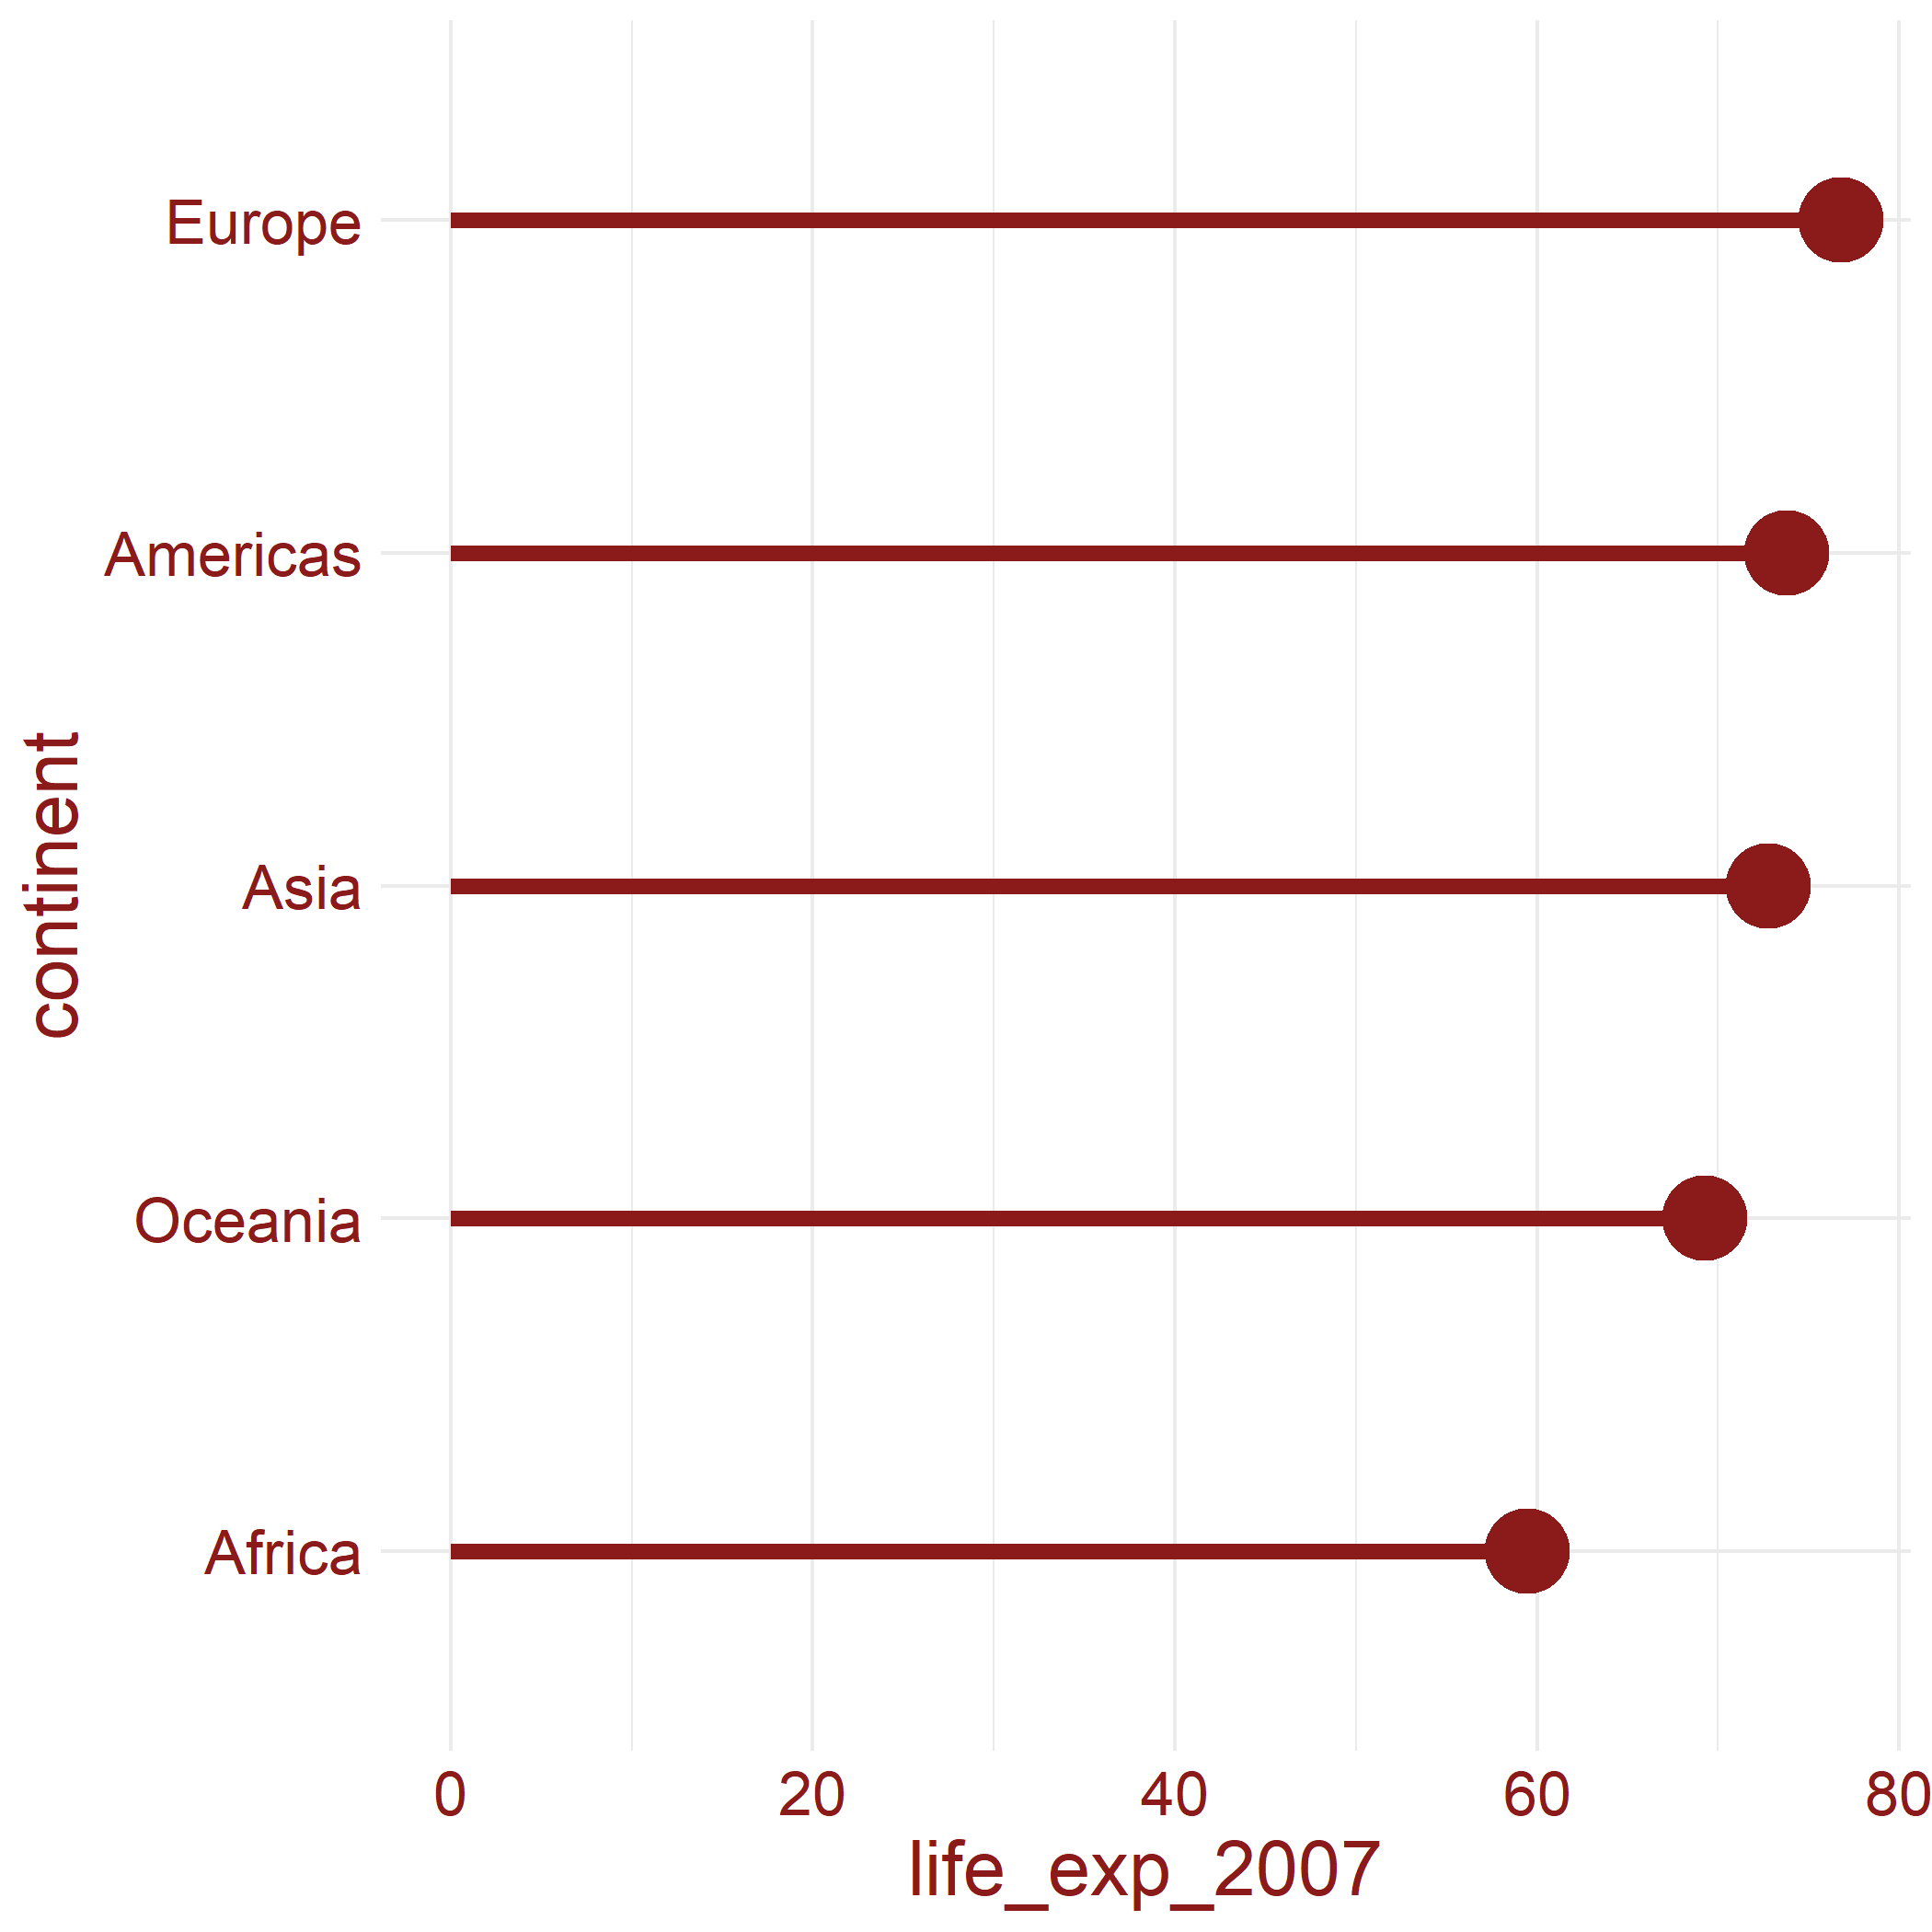 Europe
Americas
Asia
Oceania
Africa
continent
0 20 40 60 80
life_exp_2007